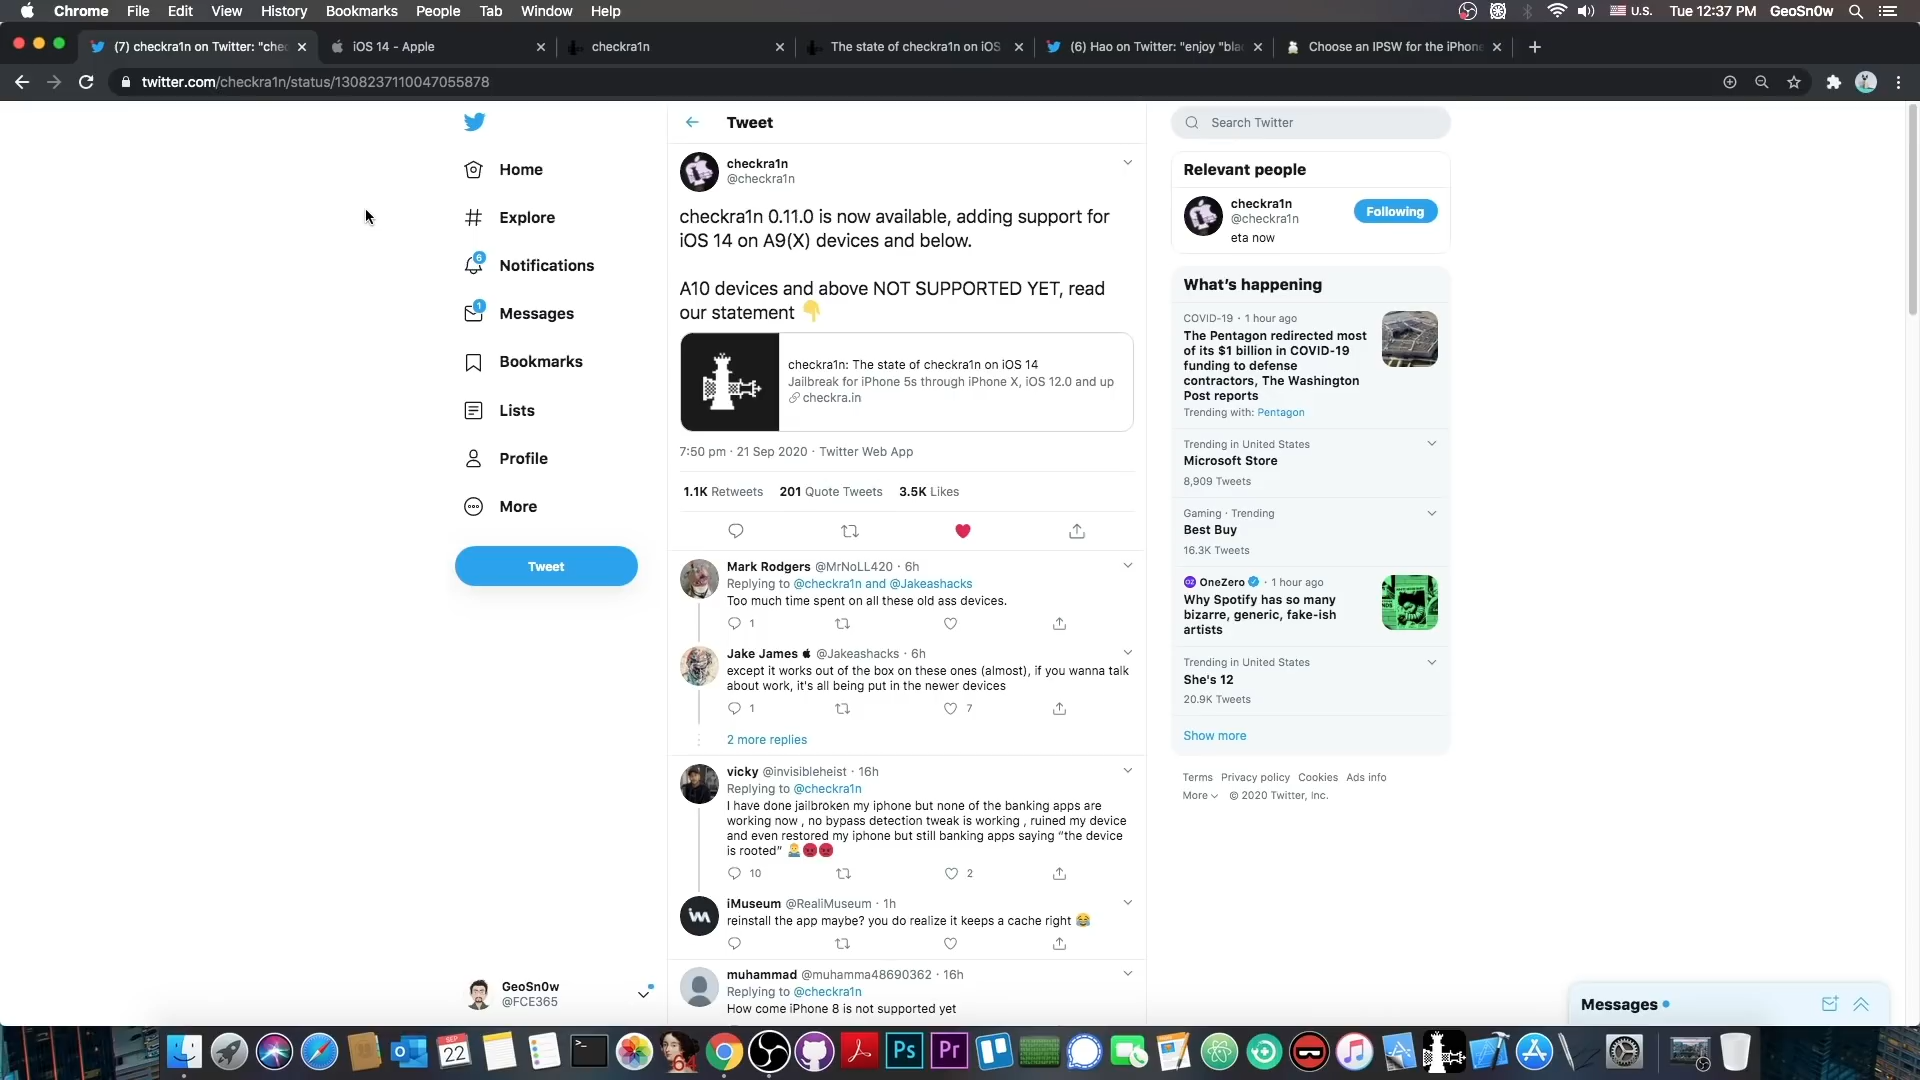 Chrome File Edit View History Bookmarks People Tab Window Help U.S. Tue 12:37 PM GeoSn0w
(7) checkra1n on Twitter: "chec iOS 14 - Apple checkra1n The state of checkra1n on iOS (6) Hao on Twitter: "enjoy "bla Choose an IPSW for the iPhone
twitter.com/checkra1n/status/1308237110047055878
Home
Explore
6
Notifications
1
Messages
Bookmarks
Lists
Profile
More
Tweet
GeoSn0w
@FCE365
Tweet
checkra1n
@checkra1n
checkra1n 0.11.0 is now available, adding support for
iOS 14 on A9(X) devices and below.
A10 devices and above NOT SUPPORTED YET, read
our statement 👇
checkra1n: The state of checkra1n on iOS 14
Jailbreak for iPhone 5s through iPhone X, iOS 12.0 and up
checkra.in
7:50 pm · 21 Sep 2020 · Twitter Web App
1.1K Retweets 201 Quote Tweets 3.5K Likes
Mark Rodgers @MrNoLL420 · 6h
Replying to @checkra1n and @Jakeashacks
Too much time spent on all these old ass devices.
1
Jake James @Jakeashacks · 6h
except it works out of the box on these ones (almost), if you wanna talk
about work, it's all being put in the newer devices
1 7
2 more replies
vicky @invisibleheist · 16h
Replying to @checkra1n
I have done jailbroken my iphone but none of the banking apps are
working now , no bypass detection tweak is working , ruined my device
and even restored my iphone but still banking apps saying “the device
is rooted” 🤷‍♂️😡😡
10 2
iMuseum @RealiMuseum · 1h
reinstall the app maybe? you do realize it keeps a cache right 😂
muhammad @muhamma48690362 · 16h
Replying to @checkra1n
How come iPhone 8 is not supported yet
Search Twitter
Relevant people
checkra1n
@checkra1n
Following
eta now
What's happening
COVID-19 · 1 hour ago
The Pentagon redirected most
of its $1 billion in COVID-19
funding to defense
contractors, The Washington
Post reports
Trending with: Pentagon
Trending in United States
Microsoft Store
8,909 Tweets
Gaming · Trending
Best Buy
16.3K Tweets
OneZero · 1 hour ago
Why Spotify has so many
bizarre, generic, fake-ish
artists
Trending in United States
She's 12
20.9K Tweets
Show more
Terms Privacy policy Cookies Ads info
More © 2020 Twitter, Inc.
Messages
SEP
22
64
Ps
Pr